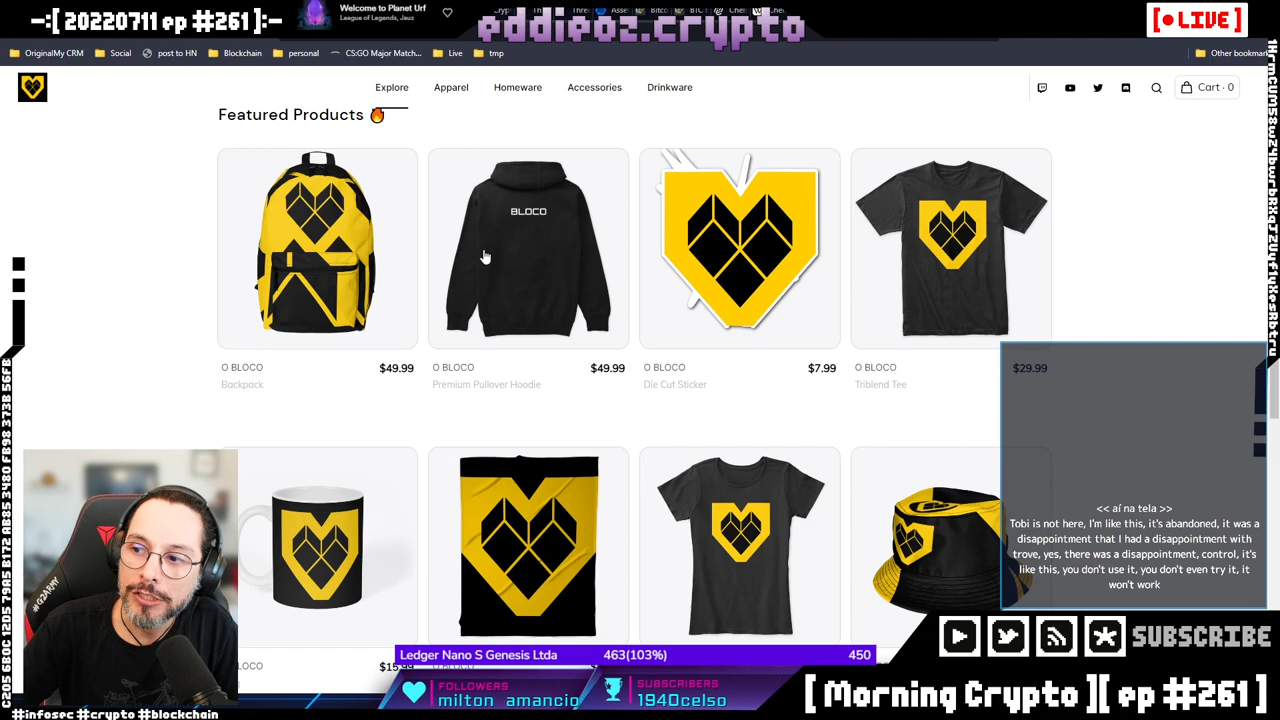 -:[ 20220711 ep #261 ]:-
Welcome to Planet Urf
League of Legends, Jauz
eddieoz.crypto
[● LIVE]
OriginalMy CRM
Social
post to HN
Blockchain
personal
CS:GO Major Match...
Live
tmp
Other bookmar
Explore
Apparel
Homeware
Accessories
Drinkware
Cart · 0
Featured Products 🔥
BLOCO
O BLOCO
$49.99
O BLOCO
$49.99
O BLOCO
$7.99
O BLOCO
$29.99
Backpack
Premium Pullover Hoodie
Die Cut Sticker
Triblend Tee
<< aí na tela >>
Tobi is not here, I'm like this, it's abandoned, it was a
disappointment that I had a disappointment with
trove, yes, there was a disappointment, control, it's
like this, you don't use it, you don't even try it, it
won't work
#G2ARMY
Ledger Nano S Genesis Ltda
463(103%)
450
FOLLOWERS
milton amancio
SUBSCRIBERS
1940celso
SUBSCRIBE
[ Morning Crypto ][ ep #261 ]
#infosec #crypto #blockchain